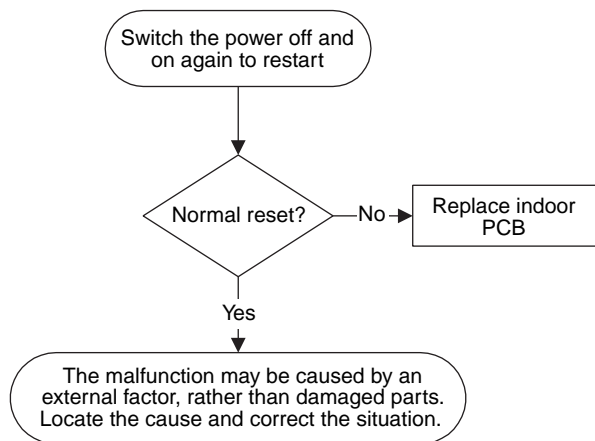 Switch the power off and
on again to restart
Normal reset?
No
Replace indoor
PCB
Yes
The malfunction may be caused by an
external factor, rather than damaged parts.
Locate the cause and correct the situation.